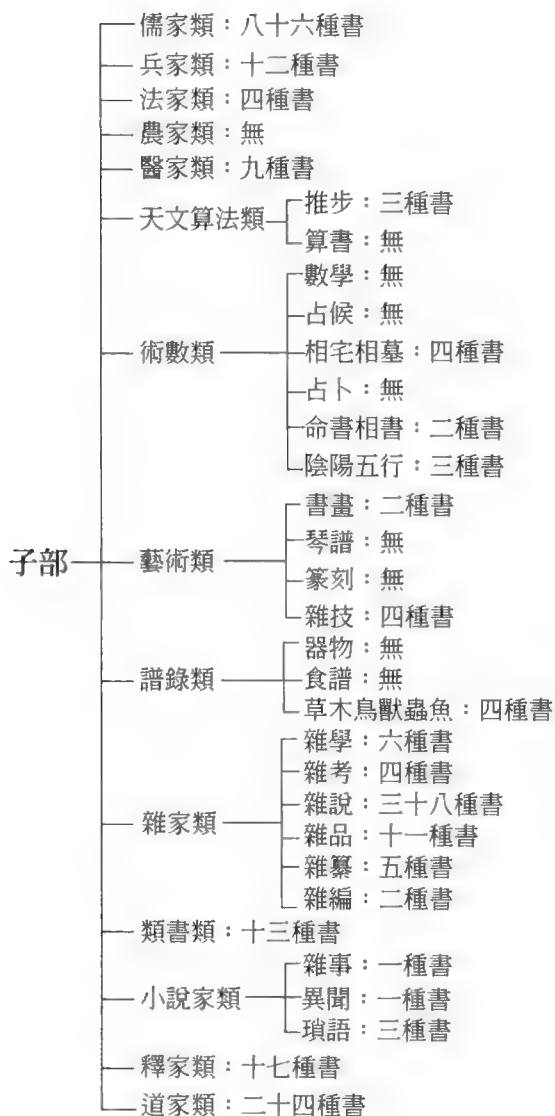 儒家類：八十六種書
兵家類：十二種書
法家類：四種書
農家類：無
醫家類：九種書
推步：三種書
天文算法類
算書：無
數學：無
占候：無
術數類
相宅相墓：四種書
占卜：無
命書相書：二種書
陰陽五行：三種書
書畫：二種書
琴譜：無
子部
藝術類
篆刻：無
雜技：四種書
器物：無
譜錄類
食譜：無
草木鳥獸蟲魚：四種書
雜學：六種書
雜考：四種書
雜說：三十八種書
雜家類
雜品：十一種書
雜纂：五種書
雜編：二種書
類書類：十三種書
雜事：一種書
小說家類
異聞：一種書
瑣語：三種書
釋家類：十七種書
道家類：二十四種書